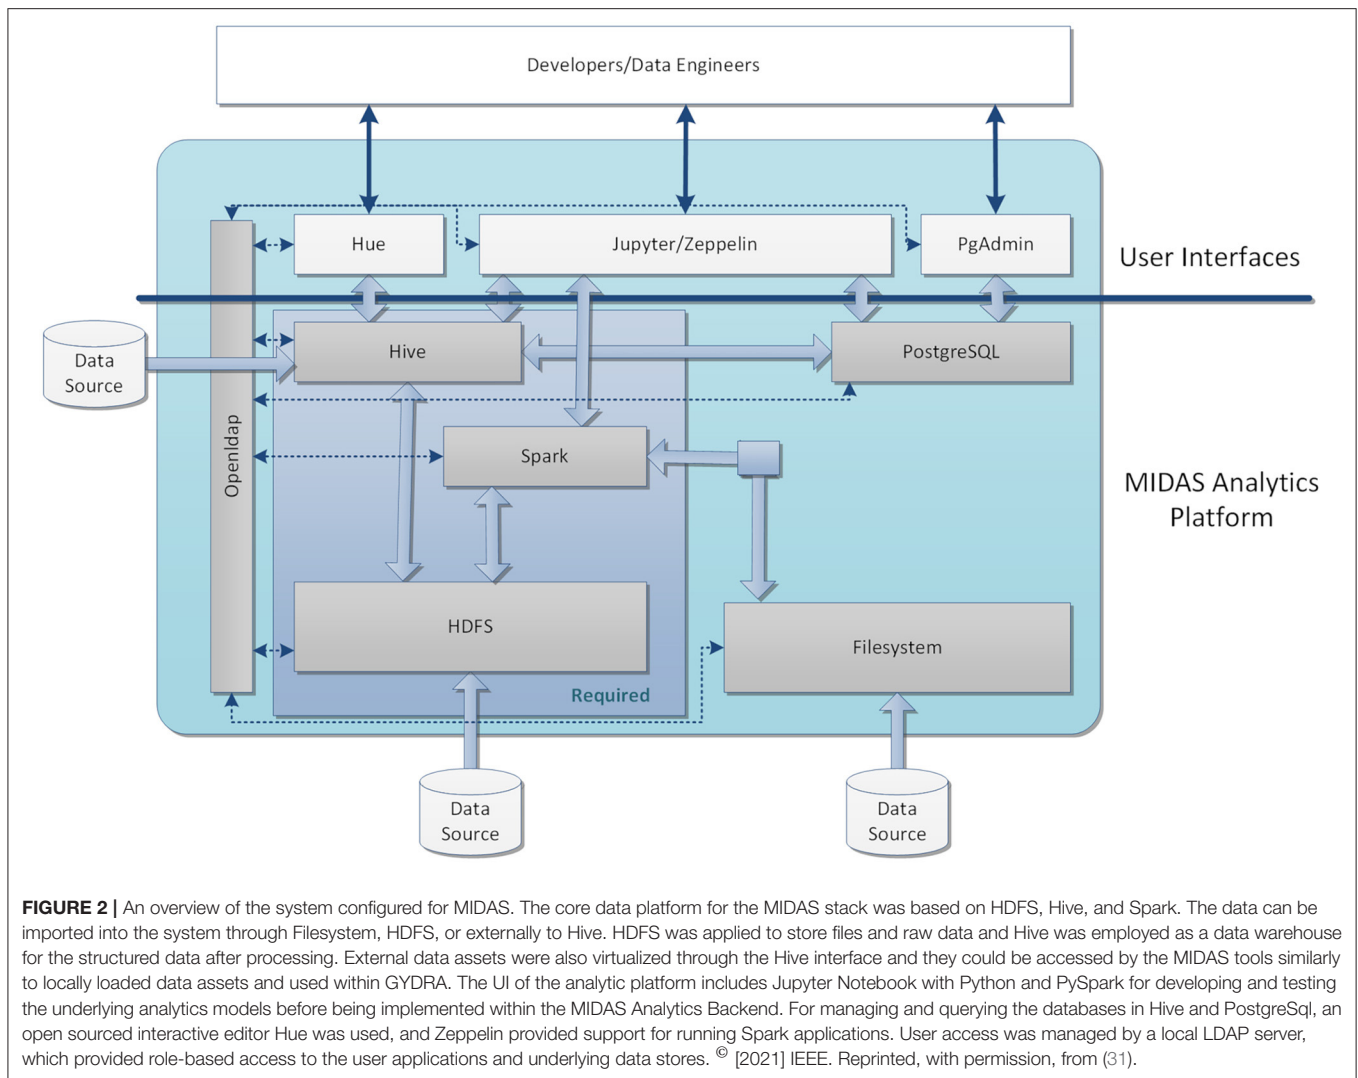 Developers/Data Engineers
Hue
Jupyter/Zeppelin
PgAdmin
User Interfaces
Data
Source
Hive
PostgreSQL
Openldap
Spark
MIDAS Analytics
Platform
HDFS
Filesystem
Required
Data
Source
Data
Source
FIGURE 2 | An overview of the system configured for MIDAS. The core data platform for the MIDAS stack was based on HDFS, Hive, and Spark. The data can be
imported into the system through Filesystem, HDFS, or externally to Hive. HDFS was applied to store files and raw data and Hive was employed as a data warehouse
for the structured data after processing. External data assets were also virtualized through the Hive interface and they could be accessed by the MIDAS tools similarly
to locally loaded data assets and used within GYDRA. The UI of the analytic platform includes Jupyter Notebook with Python and PySpark for developing and testing
the underlying analytics models before being implemented within the MIDAS Analytics Backend. For managing and querying the databases in Hive and PostgreSql, an
open sourced interactive editor Hue was used, and Zeppelin provided support for running Spark applications. User access was managed by a local LDAP server,
which provided role-based access to the user applications and underlying data stores. © [2021] IEEE. Reprinted, with permission, from (31).